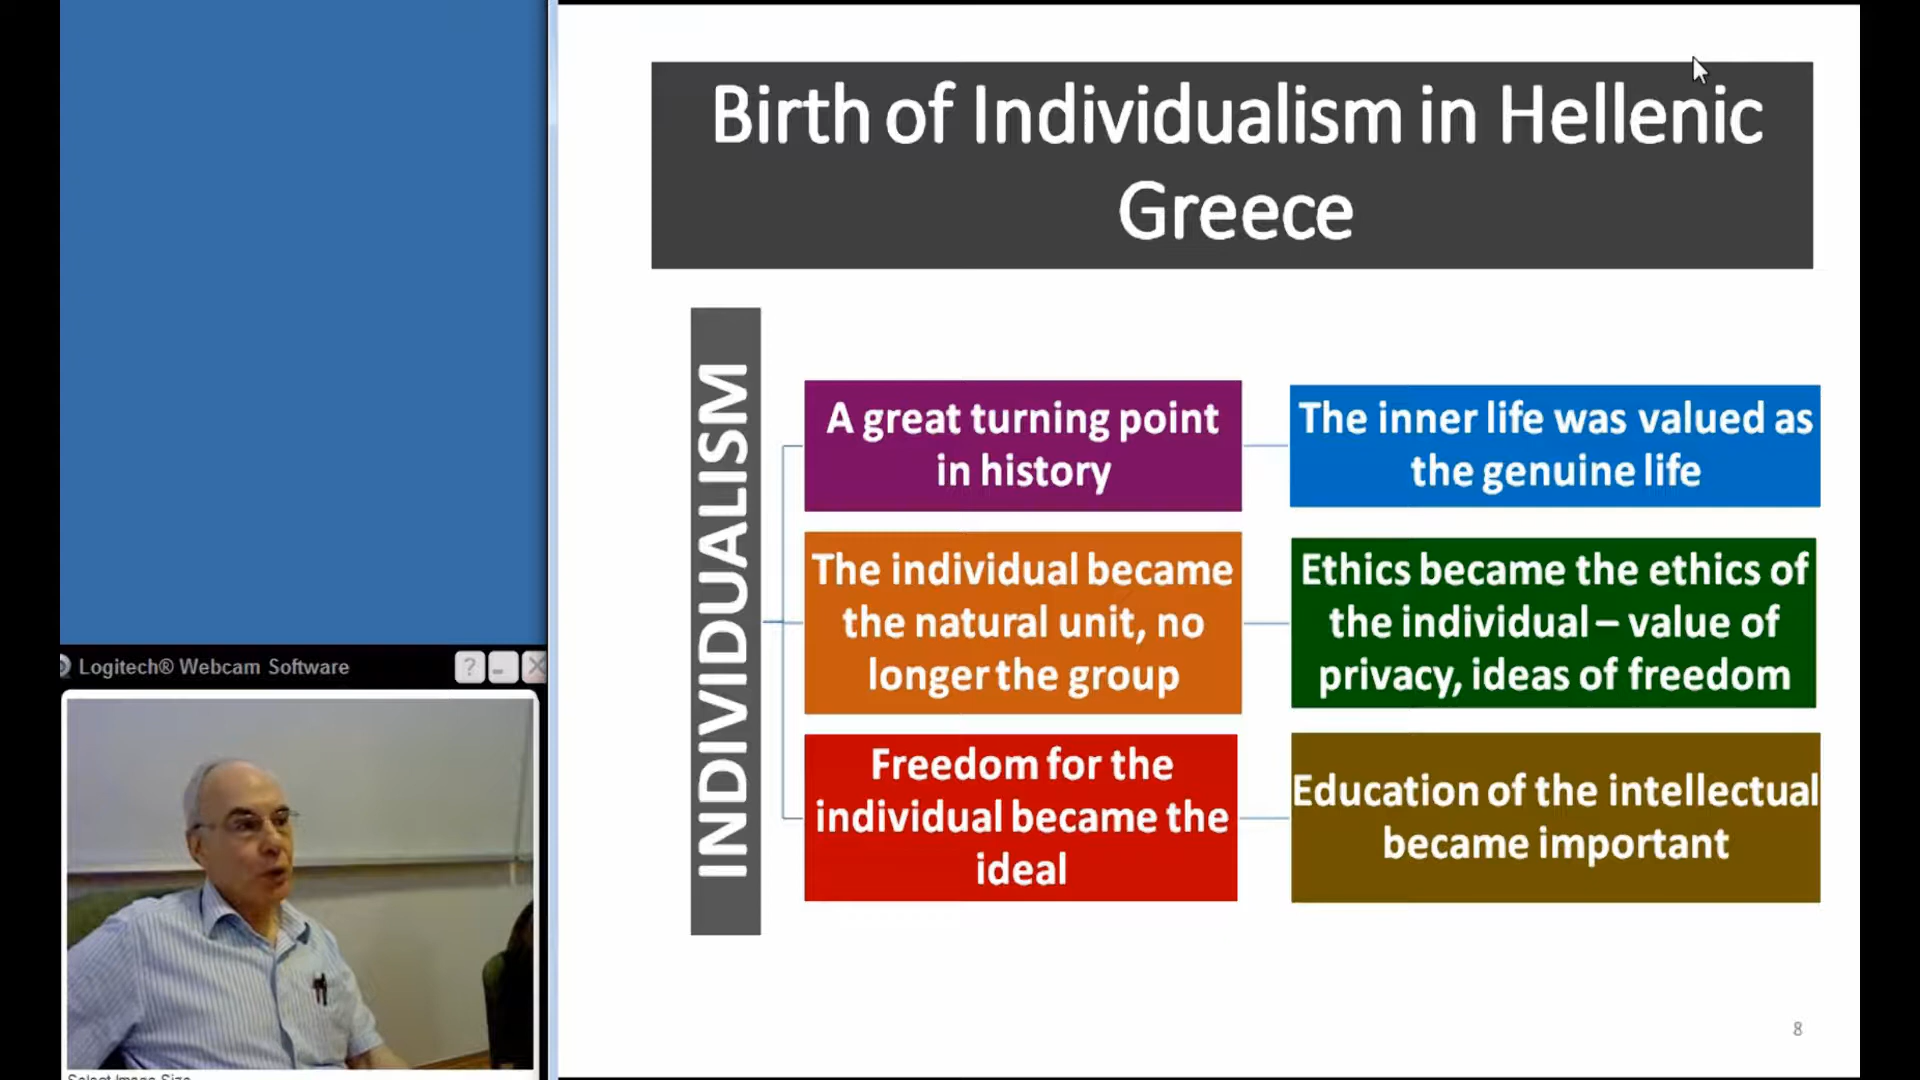 Birth of Individualism in Hellenic
Greece
INDIVIDUALISM
A great turning point
in history
The inner life was valued as
the genuine life
The individual became
the natural unit, no
longer the group
Ethics became the ethics of
the individual – value of
privacy, ideas of freedom
Freedom for the
individual became the
ideal
Education of the intellectual
became important
8
Logitech® Webcam Software
Select Image Size